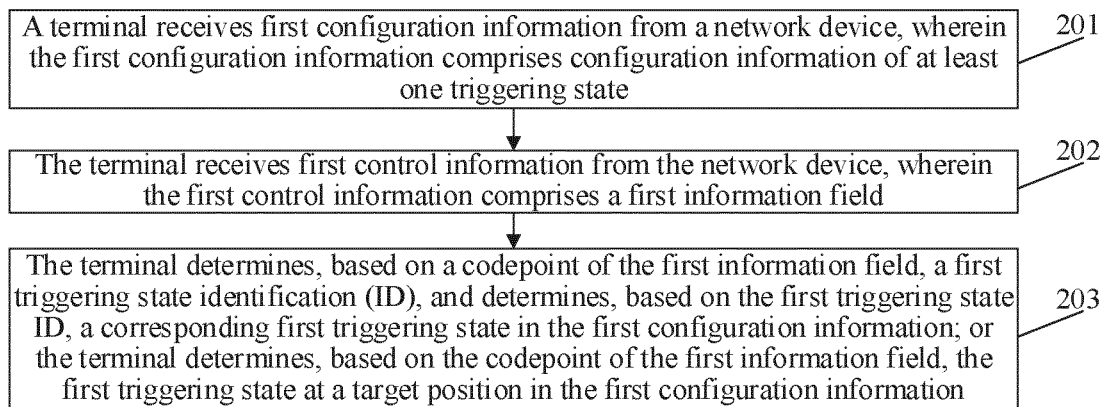 A terminal receives first configuration information from a network device, wherein
the first configuration information comprises configuration information of at least
one triggering state
201
The terminal receives first control information from the network device, wherein
the first control information comprises a first information field
202
The terminal determines, based on a codepoint of the first information field, a first
triggering state identification (ID), and determines, based on the first triggering state
ID, a corresponding first triggering state in the first configuration information; or
the terminal determines, based on the codepoint of the first information field, the
first triggering state at a target position in the first configuration information
203